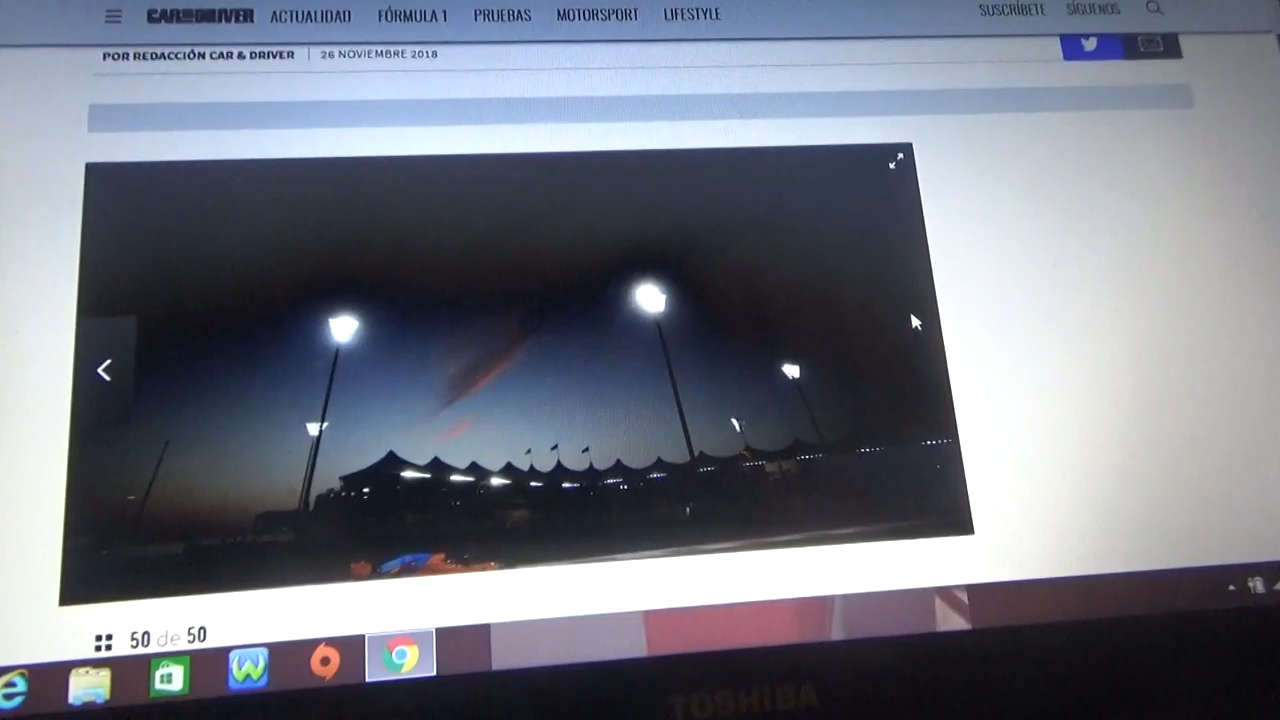 CAR AND DRIVER ACTUALIDAD FÓRMULA 1 PRUEBAS MOTORSPORT LIFESTYLE SUSCRÍBETE SÍGUENOS
POR REDACCIÓN CAR & DRIVER | 26 NOVIEMBRE 2018
50 de 50
TOSHIBA